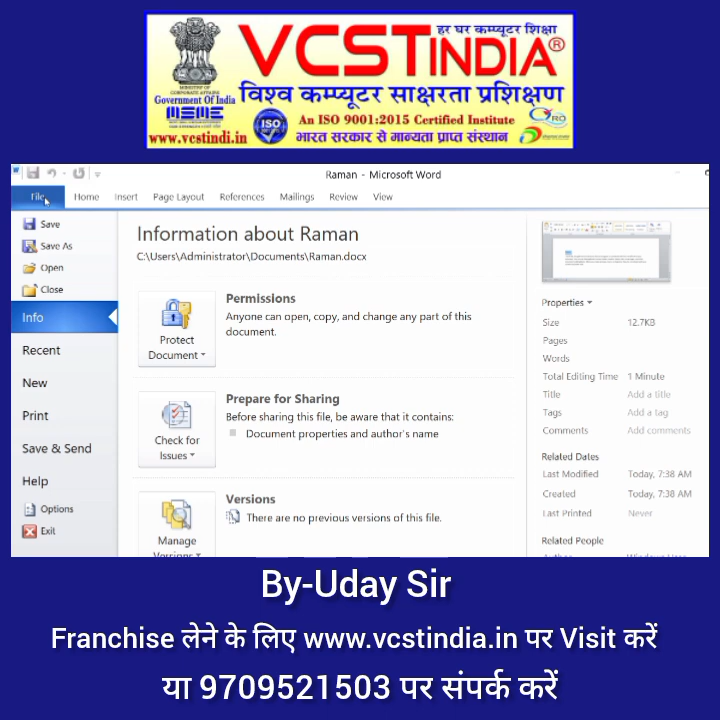 हर घर कम्प्यूटर शिक्षा
VCSTINDIA®
MINISTRY OF
CORPORATE AFFAIRS
Government Of India
विश्व कम्प्यूटर साक्षरता प्रशिक्षण
MSME
ISO
An ISO 9001:2015 Certified Institute
www.vcstindi.in
भारत सरकार से मान्यता प्राप्त संस्थान
Raman - Microsoft Word
File Home Insert Page Layout References Mailings Review View
Save
Save As
Open
Close
Info
Recent
New
Print
Save & Send
Help
Options
Exit
Information about Raman
C:\Users\Administrator\Documents\Raman.docx
Protect
Document
Permissions
Anyone can open, copy, and change any part of this
document.
Check for
Issues
Prepare for Sharing
Before sharing this file, be aware that it contains:
Document properties and author's name
Manage
Versions
Versions
There are no previous versions of this file.
Properties
Size 12.7KB
Pages
Words
Total Editing Time 1 Minute
Title Add a title
Tags Add a tag
Comments Add comments
Related Dates
Last Modified Today, 7:38 AM
Created Today, 7:38 AM
Last Printed Never
Related People
By-Uday Sir
Franchise लेने के लिए www.vcstindia.in पर Visit करें
या 9709521503 पर संपर्क करें